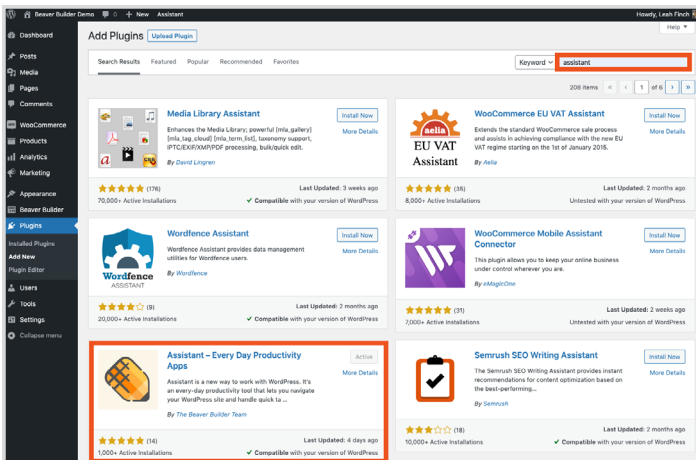 Beaver Builder Demo 0 + New Assistant Howdy, Leah Finch
Help
Dashboard
Posts
Media
Pages
Comments
WooCommerce
Products
Analytics
Marketing
Appearance
Beaver Builder
Plugins
Installed Plugins
Add New
Plugin Editor
Users
Tools
Settings
Collapse menu
Add Plugins Upload Plugin
Search Results Featured Popular Recommended Favorites Keyword assistant
208 items « ‹ 1 of 6 › »
Media Library Assistant
Install Now
More Details
Enhances the Media Library; powerful [mla_gallery]
[mla_tag_cloud] [mla_term_list], taxonomy support,
IPTC/EXIF/XMP/PDF processing, bulk/quick edit.
By David Lingren
(176)
70,000+ Active Installations
Last Updated: 3 weeks ago
Compatible with your version of WordPress
aelia
EU VAT
Assistant
WooCommerce EU VAT Assistant
Install Now
More Details
Extends the standard WooCommerce sale process
and assists in achieving compliance with the new EU
VAT regime starting on the 1st of January 2015.
By Aelia
(35)
8,000+ Active Installations
Last Updated: 2 months ago
Untested with your version of WordPress
Wordfence
ASSISTANT
Wordfence Assistant
Install Now
More Details
Wordfence Assistant provides data management
utilities for Wordfence users.
By Wordfence
(9)
20,000+ Active Installations
Last Updated: 2 months ago
Compatible with your version of WordPress
WooCommerce Mobile Assistant
Connector
Install Now
More Details
This plugin allows you to keep your online business
under control wherever you are.
By eMagicOne
(31)
7,000+ Active Installations
Last Updated: 2 weeks ago
Untested with your version of WordPress
Assistant – Every Day Productivity
Apps
Active
More Details
Assistant is a new way to work with WordPress. It's
an every-day productivity tool that lets you navigate
your WordPress site and handle quick ta ...
By The Beaver Builder Team
(14)
1,000+ Active Installations
Last Updated: 4 days ago
Compatible with your version of WordPress
Semrush SEO Writing Assistant
Install Now
More Details
The Semrush SEO Writing Assistant provides instant
recommendations for content optimization based on
the best-performing...
By Semrush
(18)
10,000+ Active Installations
Last Updated: 2 months ago
Compatible with your version of WordPress